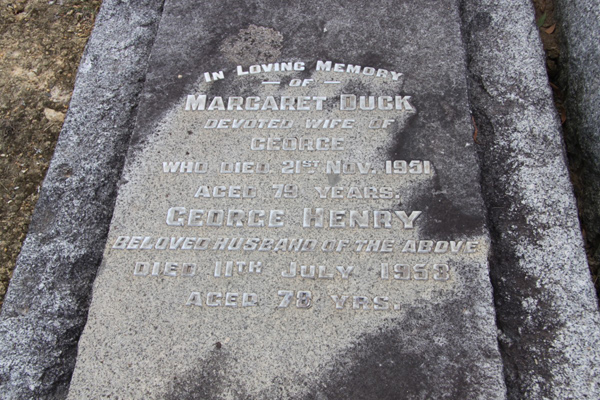 In Loving Memory
— OF —
Margaret Duck
DEVOTED WIFE OF
GEORGE
WHO DIED 21ST NOV. 1951
AGED 79 YEARS.
George Henry
BELOVED HUSBAND OF THE ABOVE
DIED 11TH JULY 1958
AGED 78 YRS.